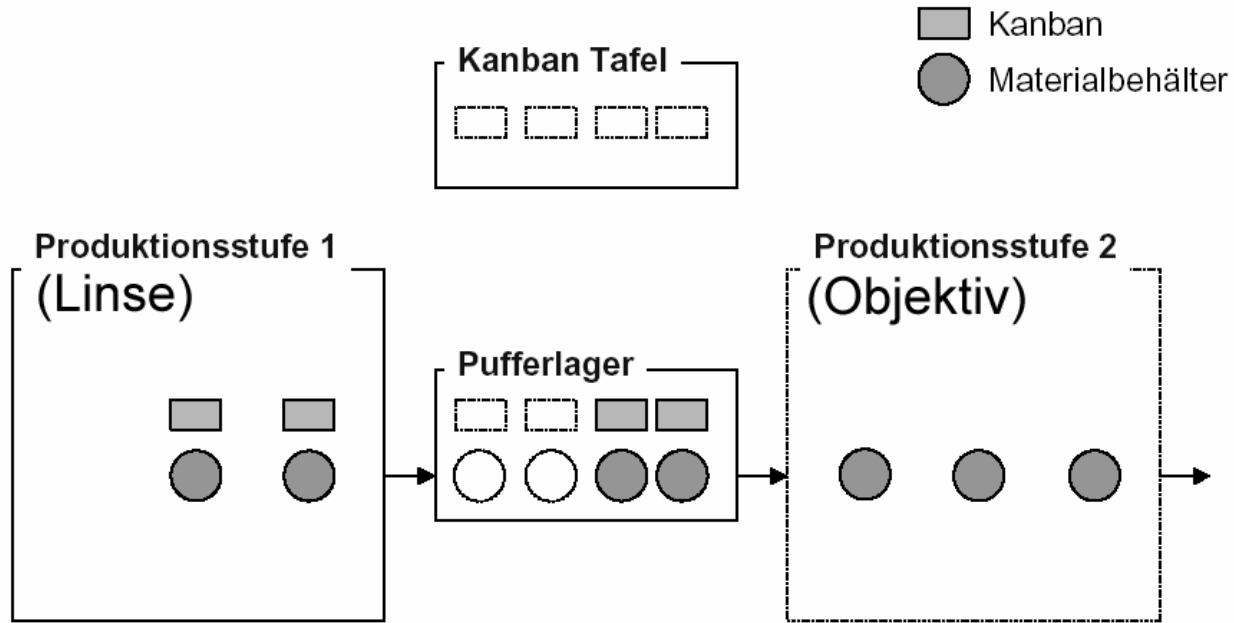 Kanban
Materialbehälter
Kanban Tafel
Produktionsstufe 1
(Linse)
Pufferlager
Produktionsstufe 2
(Objektiv)